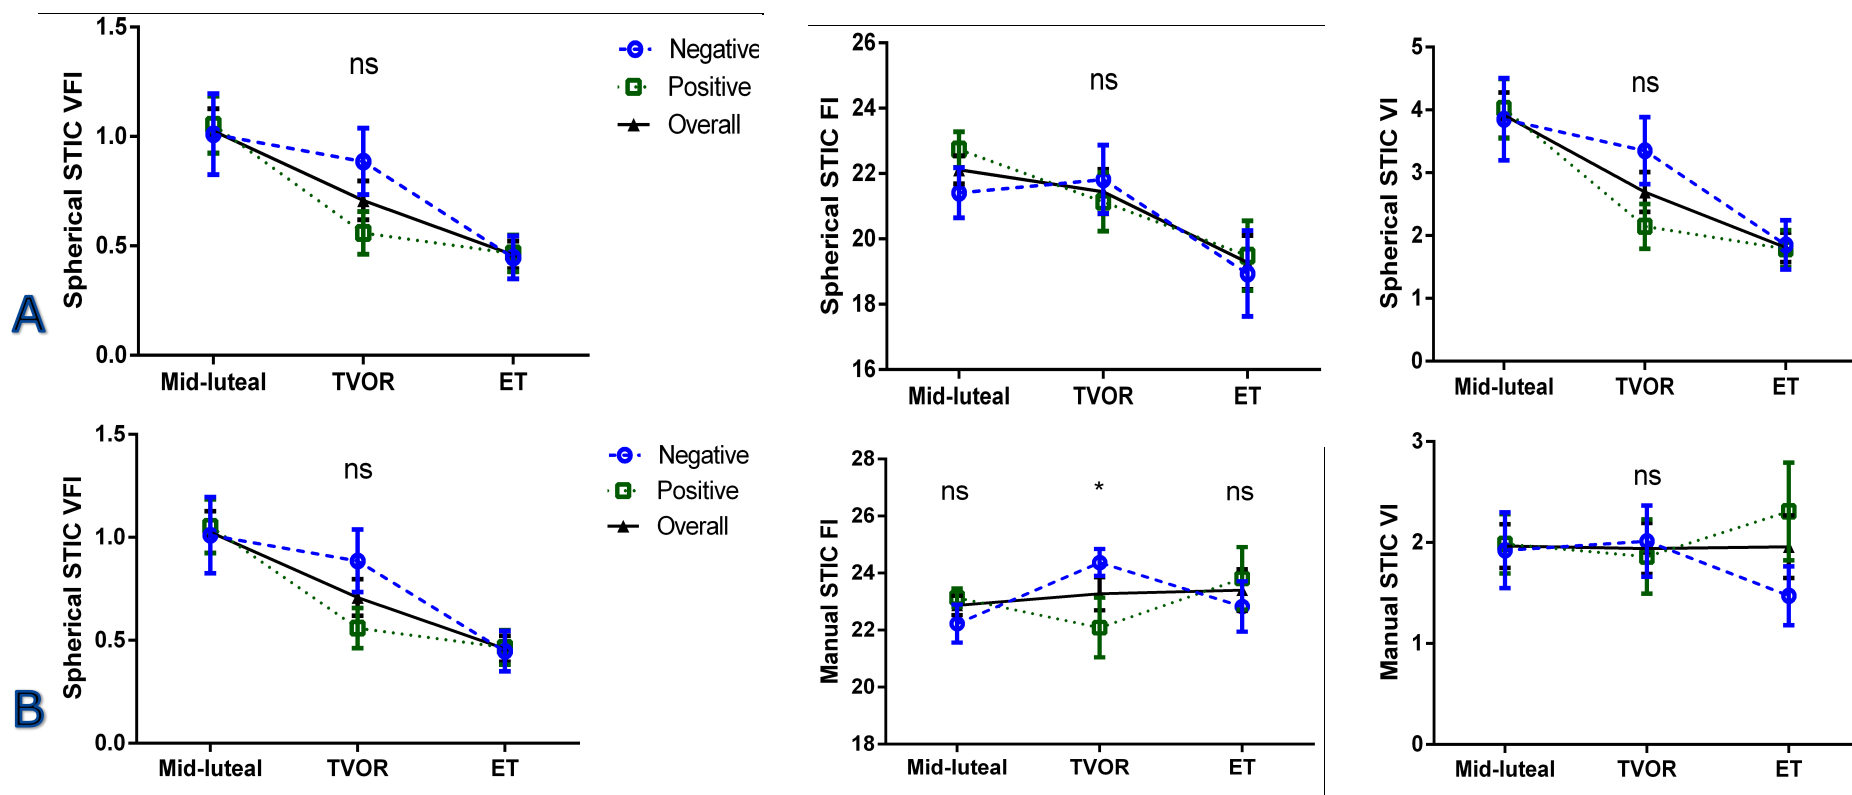 A
Spherical STIC VFI
1.5
1.0
0.5
0.0
ns
Negative
Positive
Overall
Mid-luteal TVOR ET
Spherical STIC FI
26
24
22
20
18
16
ns
Mid-luteal TVOR ET
Spherical STIC VI
5
4
3
2
1
0
ns
Mid-luteal TVOR ET
B
Spherical STIC VFI
1.5
1.0
0.5
0.0
ns
Negative
Positive
Overall
Mid-luteal TVOR ET
Manual STIC FI
28
26
24
22
20
18
ns * ns
Mid-luteal TVOR ET
Manual STIC VI
3
2
1
0
ns
Mid-luteal TVOR ET